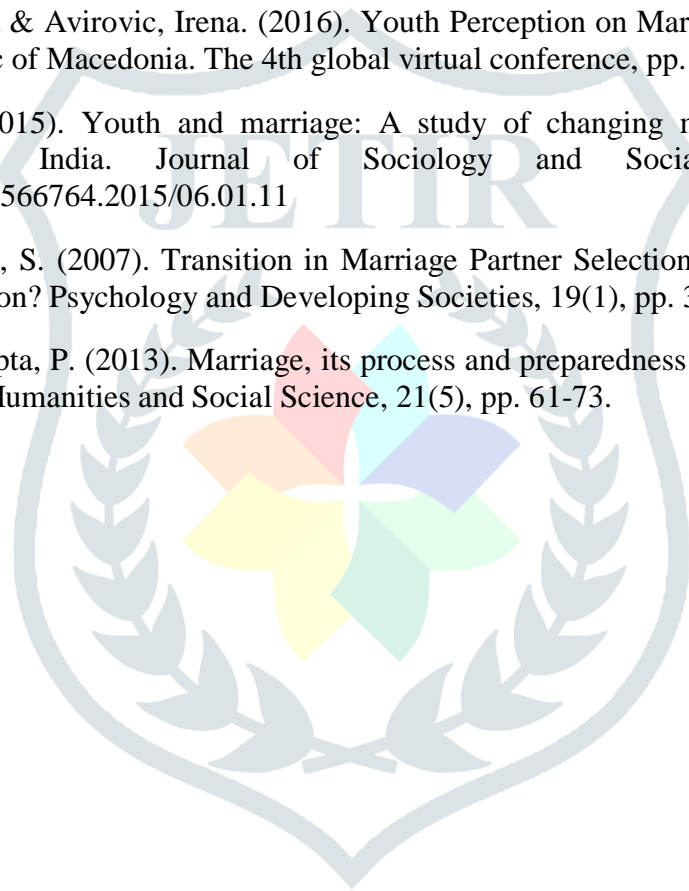 & Avirovic, Irena. (2016). Youth Perception on Mar
of Macedonia. The 4th global virtual conference, pp.
015). Youth and marriage: A study of changing
India. Journal of Sociology and Socia
566764.2015/06.01.11
JETIR
, S. (2007). Transition in Marriage Partner Selection
on? Psychology and Developing Societies, 19(1), pp. 3
pta, P. (2013). Marriage, its process and preparedness
Humanities and Social Science, 21(5), pp. 61-73.